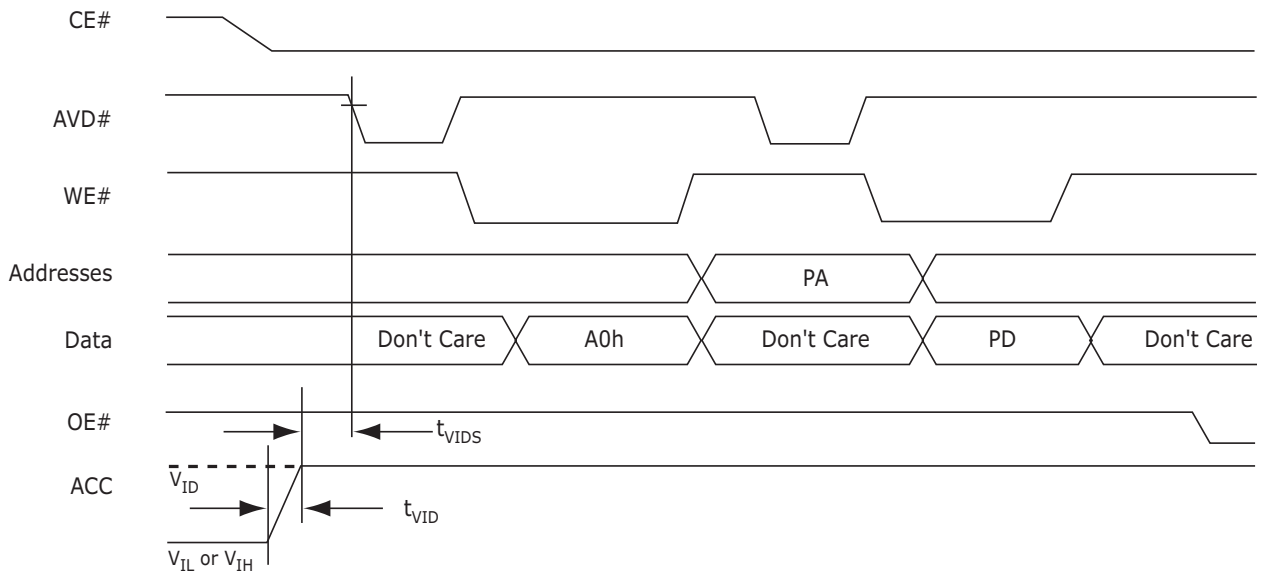 CE#
AVD#
WE#
Addresses PA
Data Don't Care A0h Don't Care PD Don't Care
OE#
tVIDS
VID
ACC
tVID
VIL or VIH